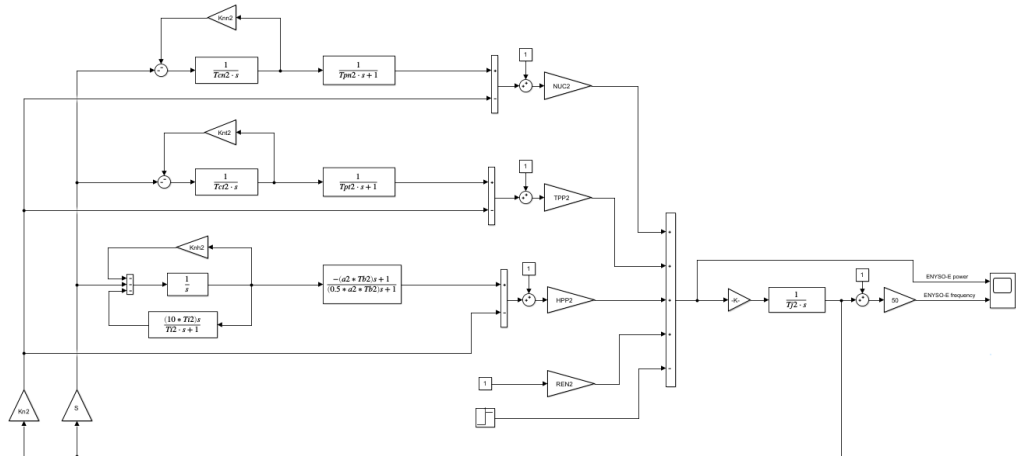 Knn2
1
1
Tcn2 · s
1
Tpn2 · s + 1
NUC2
Knt2
1
1
Tct2 · s
1
Tpt2 · s + 1
TPP2
Knh2
1
ENYSO-E power
1
s
−(a2 * Tb2)s + 1
(0.5 * a2 * Tb2)s + 1
HPP2
-K-
1
Tj2 · s
1
50
ENYSO-E frequency
(10 * Ti2)s
Ti2 · s + 1
1
REN2
Kn2
S